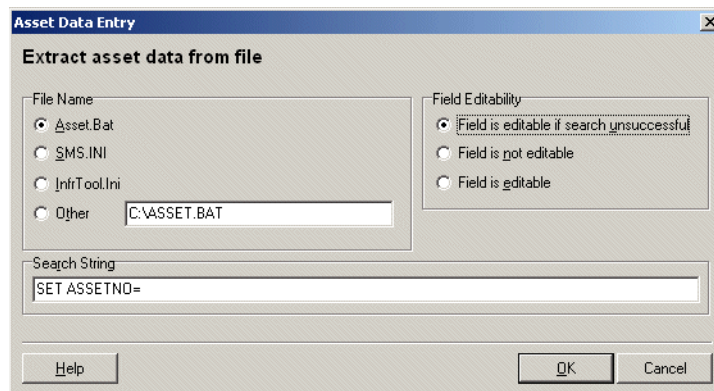 Asset Data Entry
Extract asset data from file
File Name
Asset.Bat
SMS.INI
InfrTool.Ini
Other C:\ASSET.BAT
Field Editability
Field is editable if search unsuccessful
Field is not editable
Field is editable
Search String
SET ASSETNO=
Help OK Cancel